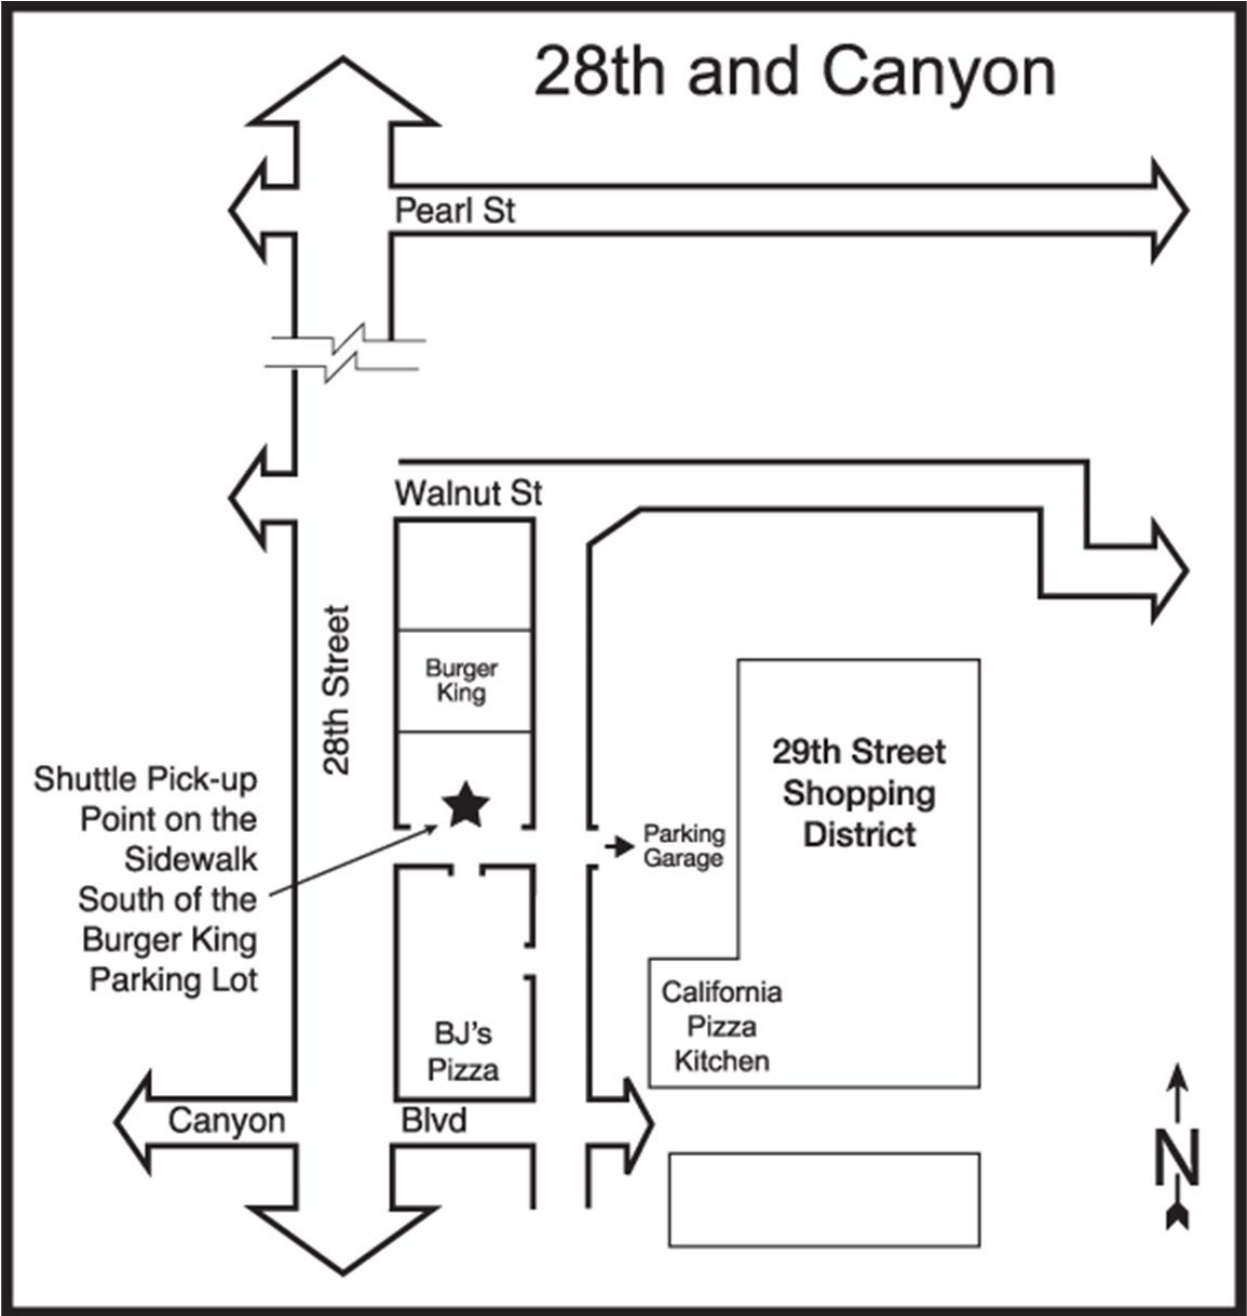 28th and Canyon
Pearl St
Walnut St
28th Street
Burger
King
29th Street
Shopping
District
Shuttle Pick-up
Point on the
Sidewalk
South of the
Burger King
Parking Lot
Parking
Garage
California
Pizza
Kitchen
BJ's
Pizza
Canyon Blvd
N